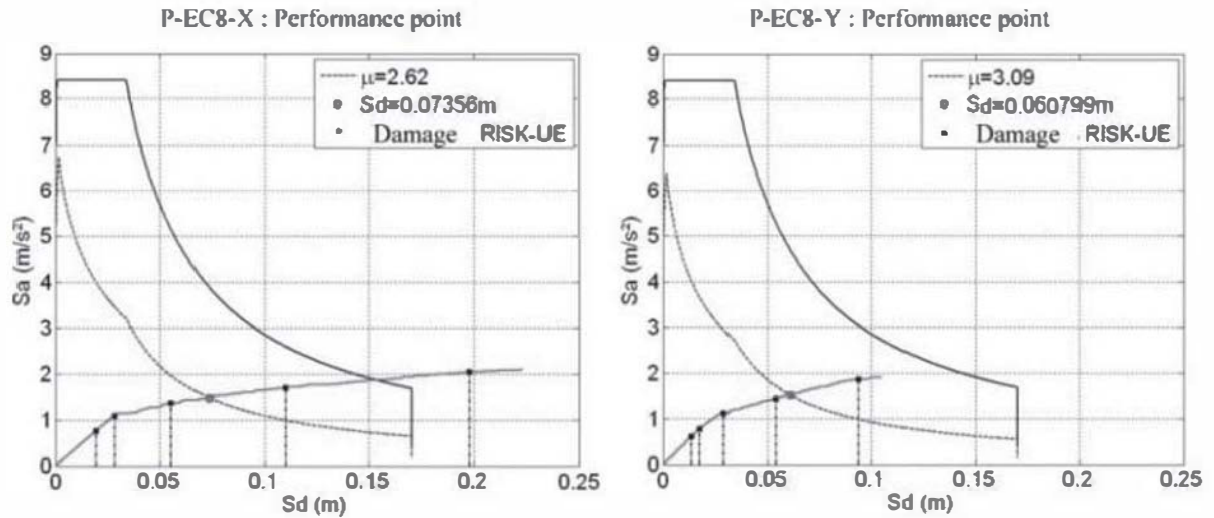 P-EC8-X : Performance point
9
8
7
6
5
4
3
2
1
0
Sa (m/s²)
μ=2.62
Sd=0.07356m
Damage RISK-UE
0 0.05 0.1 0.15 0.2 0.25
Sd (m)
P-EC8-Y : Performance point
9
8
7
6
5
4
3
2
1
0
Sa (m/s²)
μ=3.09
Sd=0.060799m
Damage RISK-UE
0 0.05 0.1 0.15 0.2 0.25
Sd (m)